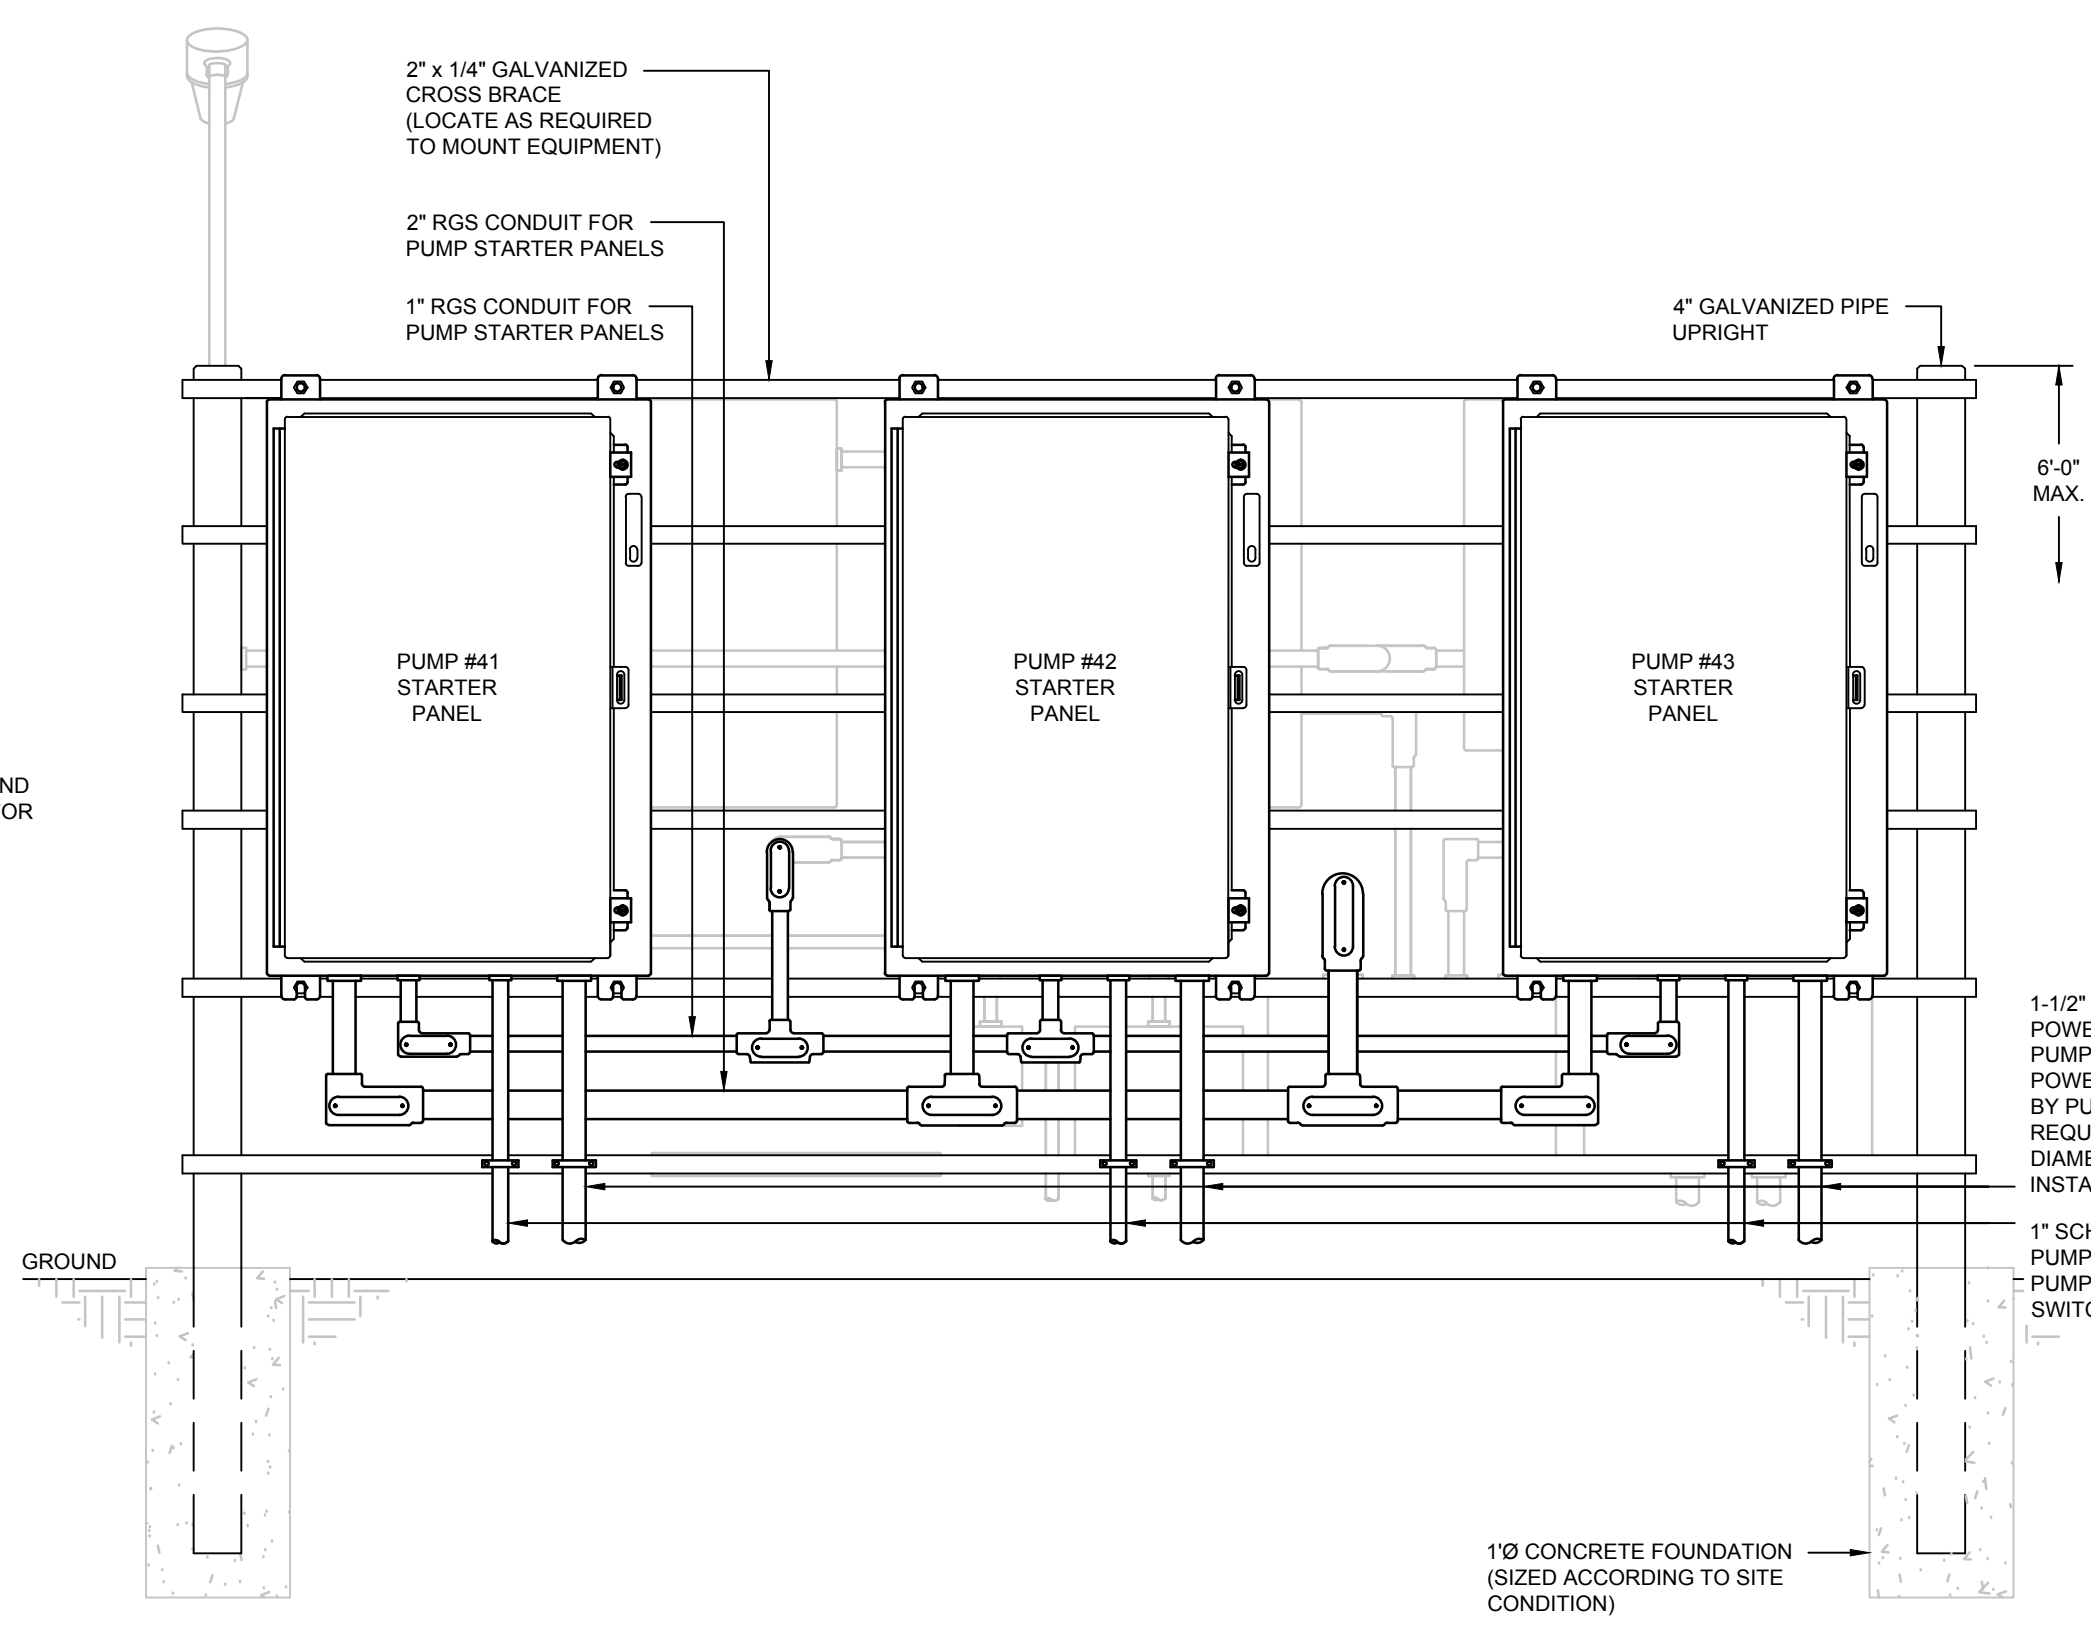 2" x 1/4" GALVANIZED
CROSS BRACE
(LOCATE AS REQUIRED
TO MOUNT EQUIPMENT)
2" RGS CONDUIT FOR
PUMP STARTER PANELS
1" RGS CONDUIT FOR
PUMP STARTER PANELS
4" GALVANIZED PIPE
UPRIGHT
6'-0"
MAX.
PUMP #41
STARTER
PANEL
PUMP #42
STARTER
PANEL
PUMP #43
STARTER
PANEL
ND
OR
1-1/2"
POWE
PUMP
POWE
BY PU
REQU
DIAME
INSTA
1" SCH
PUMP
PUMP
SWITC
GROUND
1'Ø CONCRETE FOUNDATION
(SIZED ACCORDING TO SITE
CONDITION)